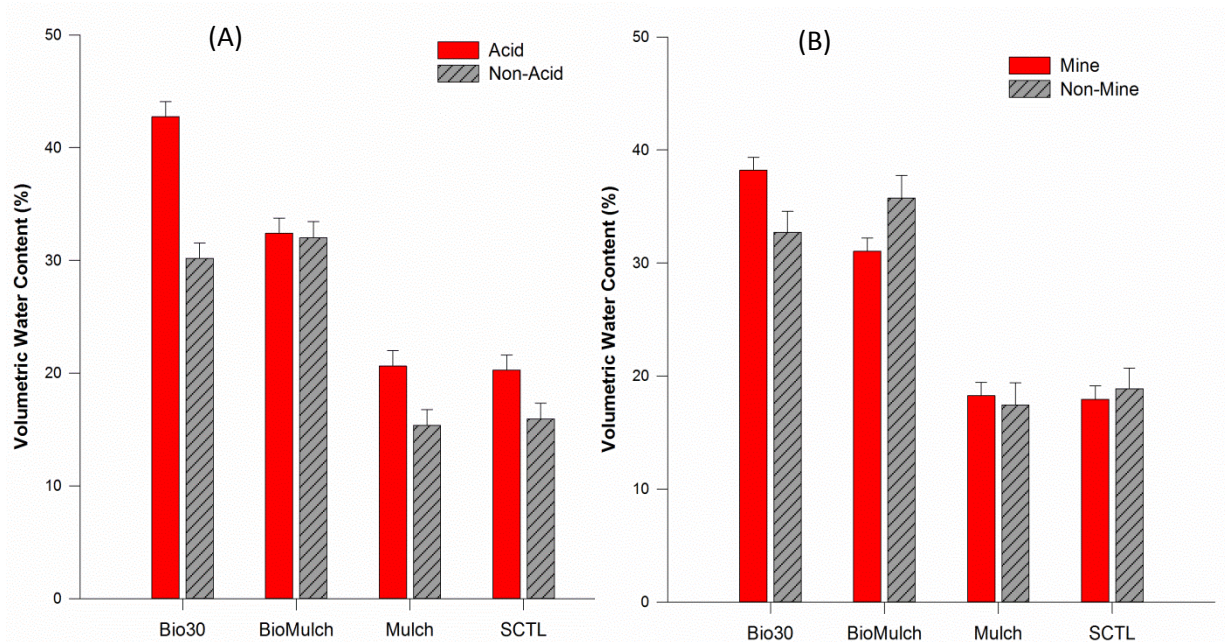 (A)
Acid
Non-Acid
Volumetric Water Content (%)
50
40
30
20
10
0
Bio30 BioMulch Mulch SCTL
(B)
Mine
Non-Mine
Volumetric Water Content (%)
50
40
30
20
10
0
Bio30 BioMulch Mulch SCTL